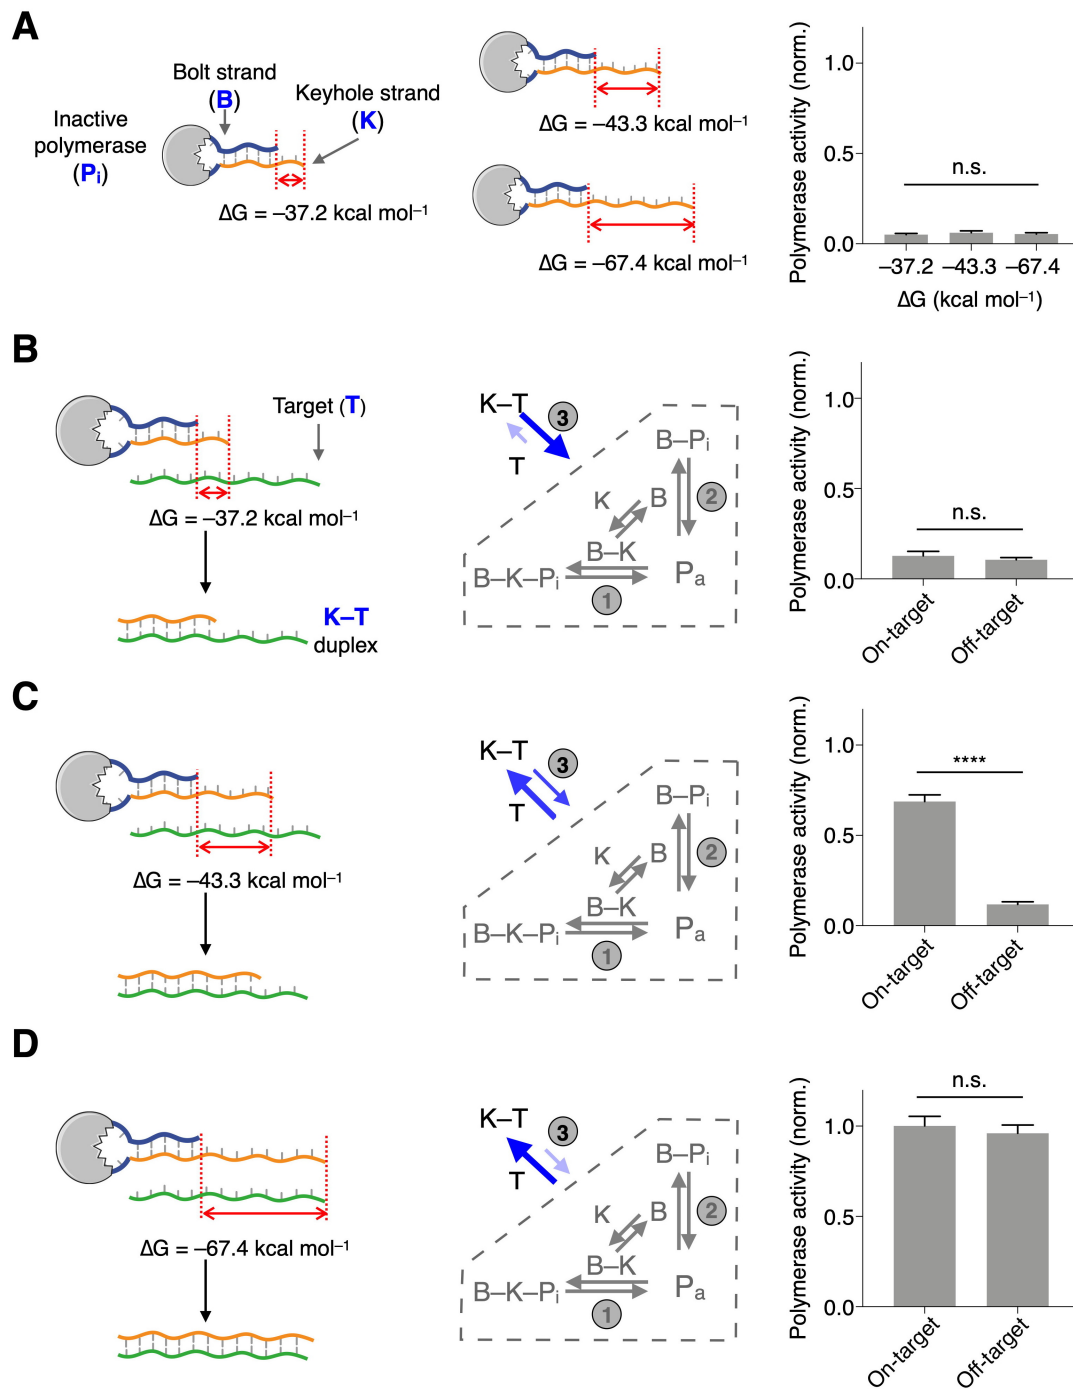 A
Inactive
polymerase
(Pi)
Bolt strand
(B)
Keyhole strand
(K)
ΔG = –37.2 kcal mol–1
ΔG = –43.3 kcal mol–1
ΔG = –67.4 kcal mol–1
Polymerase activity (norm.)
1.0
0.5
0.0
n.s.
–37.2
–43.3
–67.4
ΔG (kcal mol–1)
B
Target (T)
ΔG = –37.2 kcal mol–1
K–T
duplex
K–T
3
T
B–Pi
K
B
2
B–K
B–K–Pi
Pa
1
Polymerase activity (norm.)
1.0
0.5
0.0
n.s.
On-target
Off-target
C
ΔG = –43.3 kcal mol–1
K–T
3
T
B–Pi
K
B
2
B–K
B–K–Pi
Pa
1
Polymerase activity (norm.)
1.0
0.5
0.0
****
On-target
Off-target
D
ΔG = –67.4 kcal mol–1
K–T
3
T
B–Pi
K
B
2
B–K
B–K–Pi
Pa
1
Polymerase activity (norm.)
1.0
0.5
0.0
n.s.
On-target
Off-target